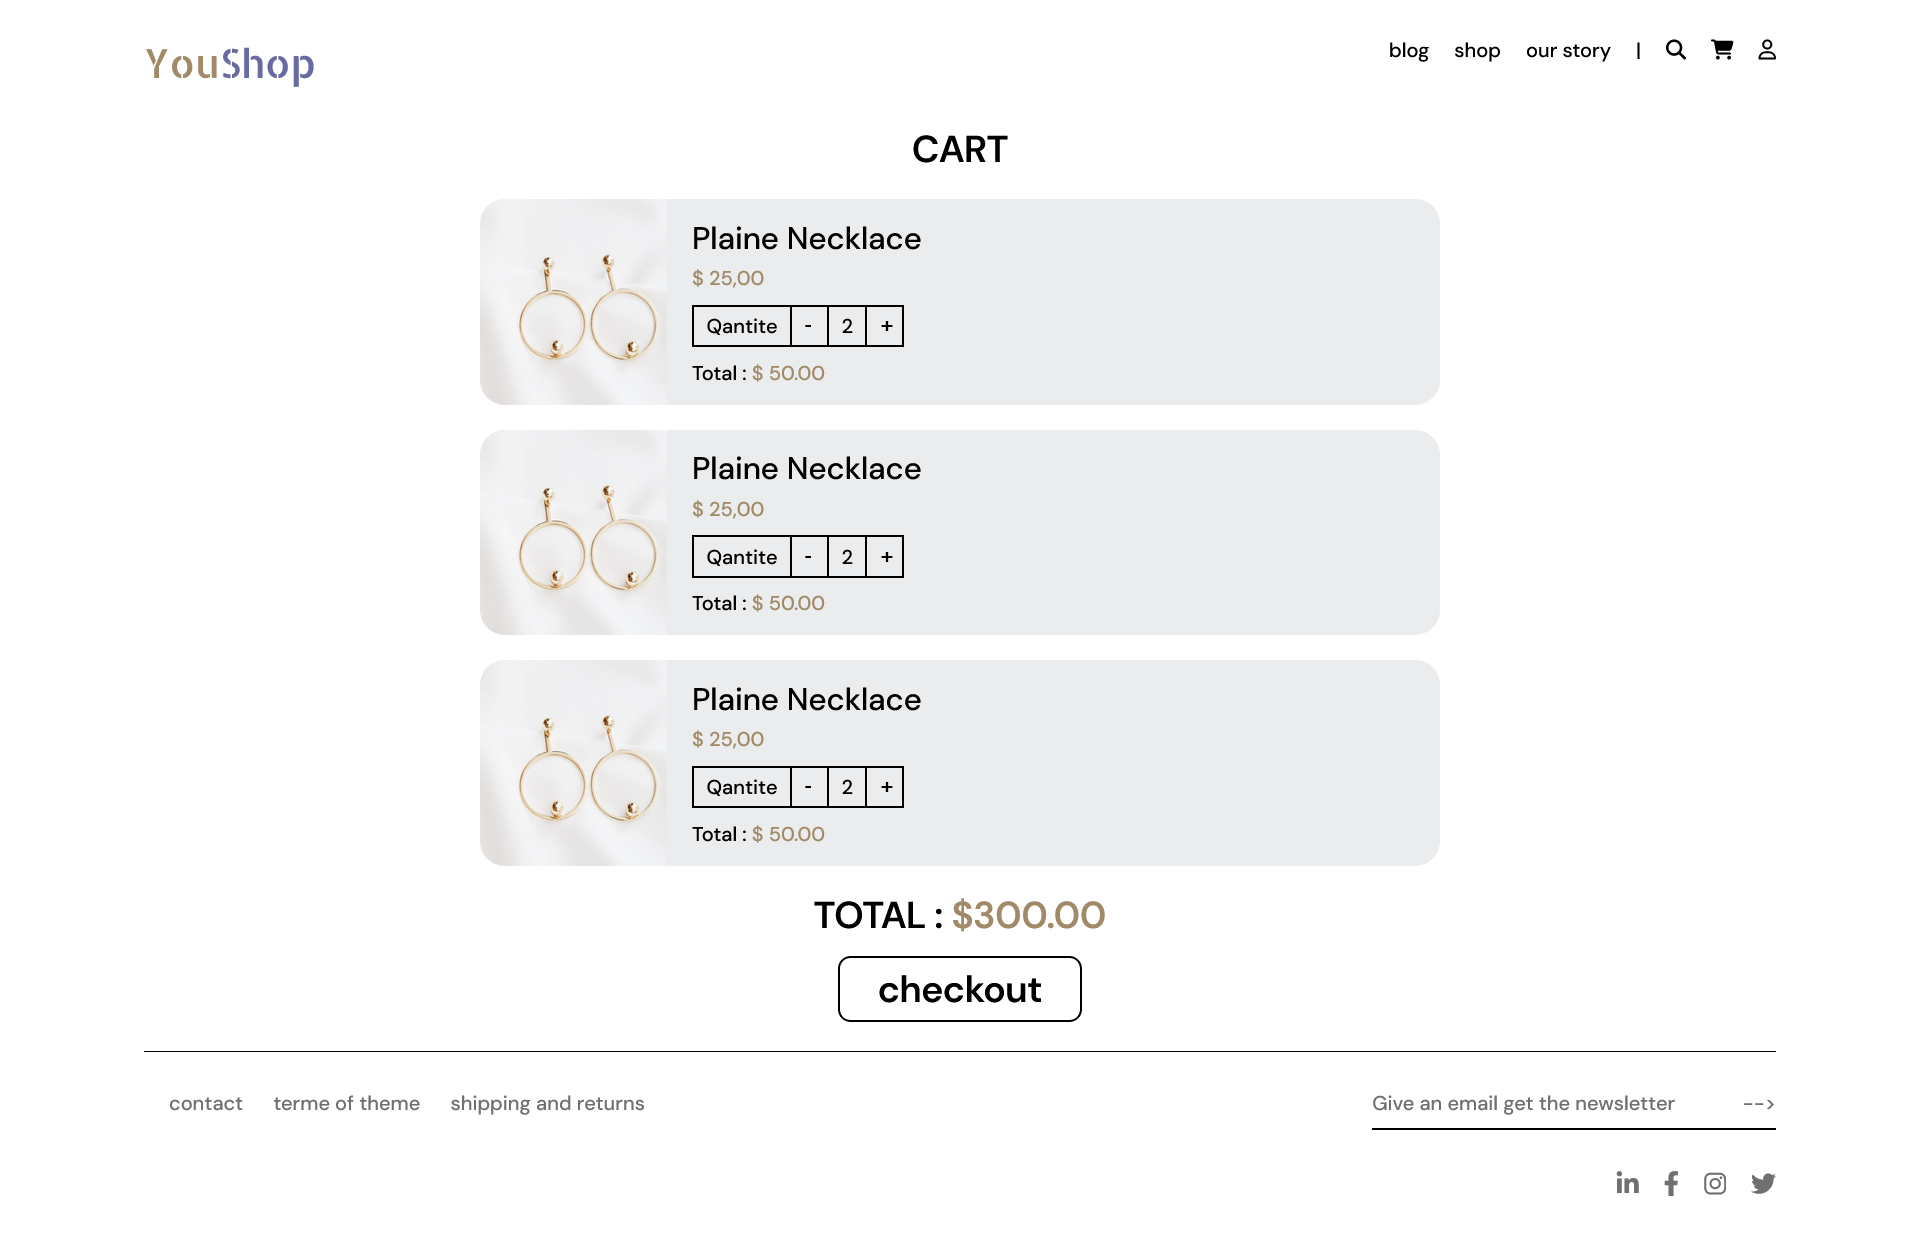 YouShop
blog shop our story |
CART
Plaine Necklace
$ 25,00
Qantite - 2 +
Total : $ 50.00
Plaine Necklace
$ 25,00
Qantite - 2 +
Total : $ 50.00
Plaine Necklace
$ 25,00
Qantite - 2 +
Total : $ 50.00
TOTAL : $300.00
checkout
contact terme of theme shipping and returns
Give an email get the newsletter -->